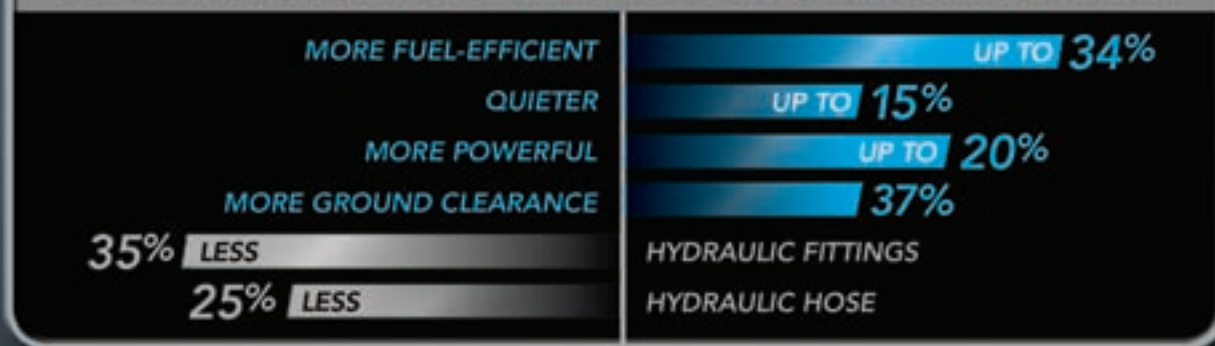 MORE FUEL-EFFICIENT UP TO 34%
QUIETER UP TO 15%
MORE POWERFUL UP TO 20%
MORE GROUND CLEARANCE 37%
35% LESS HYDRAULIC FITTINGS
25% LESS HYDRAULIC HOSE